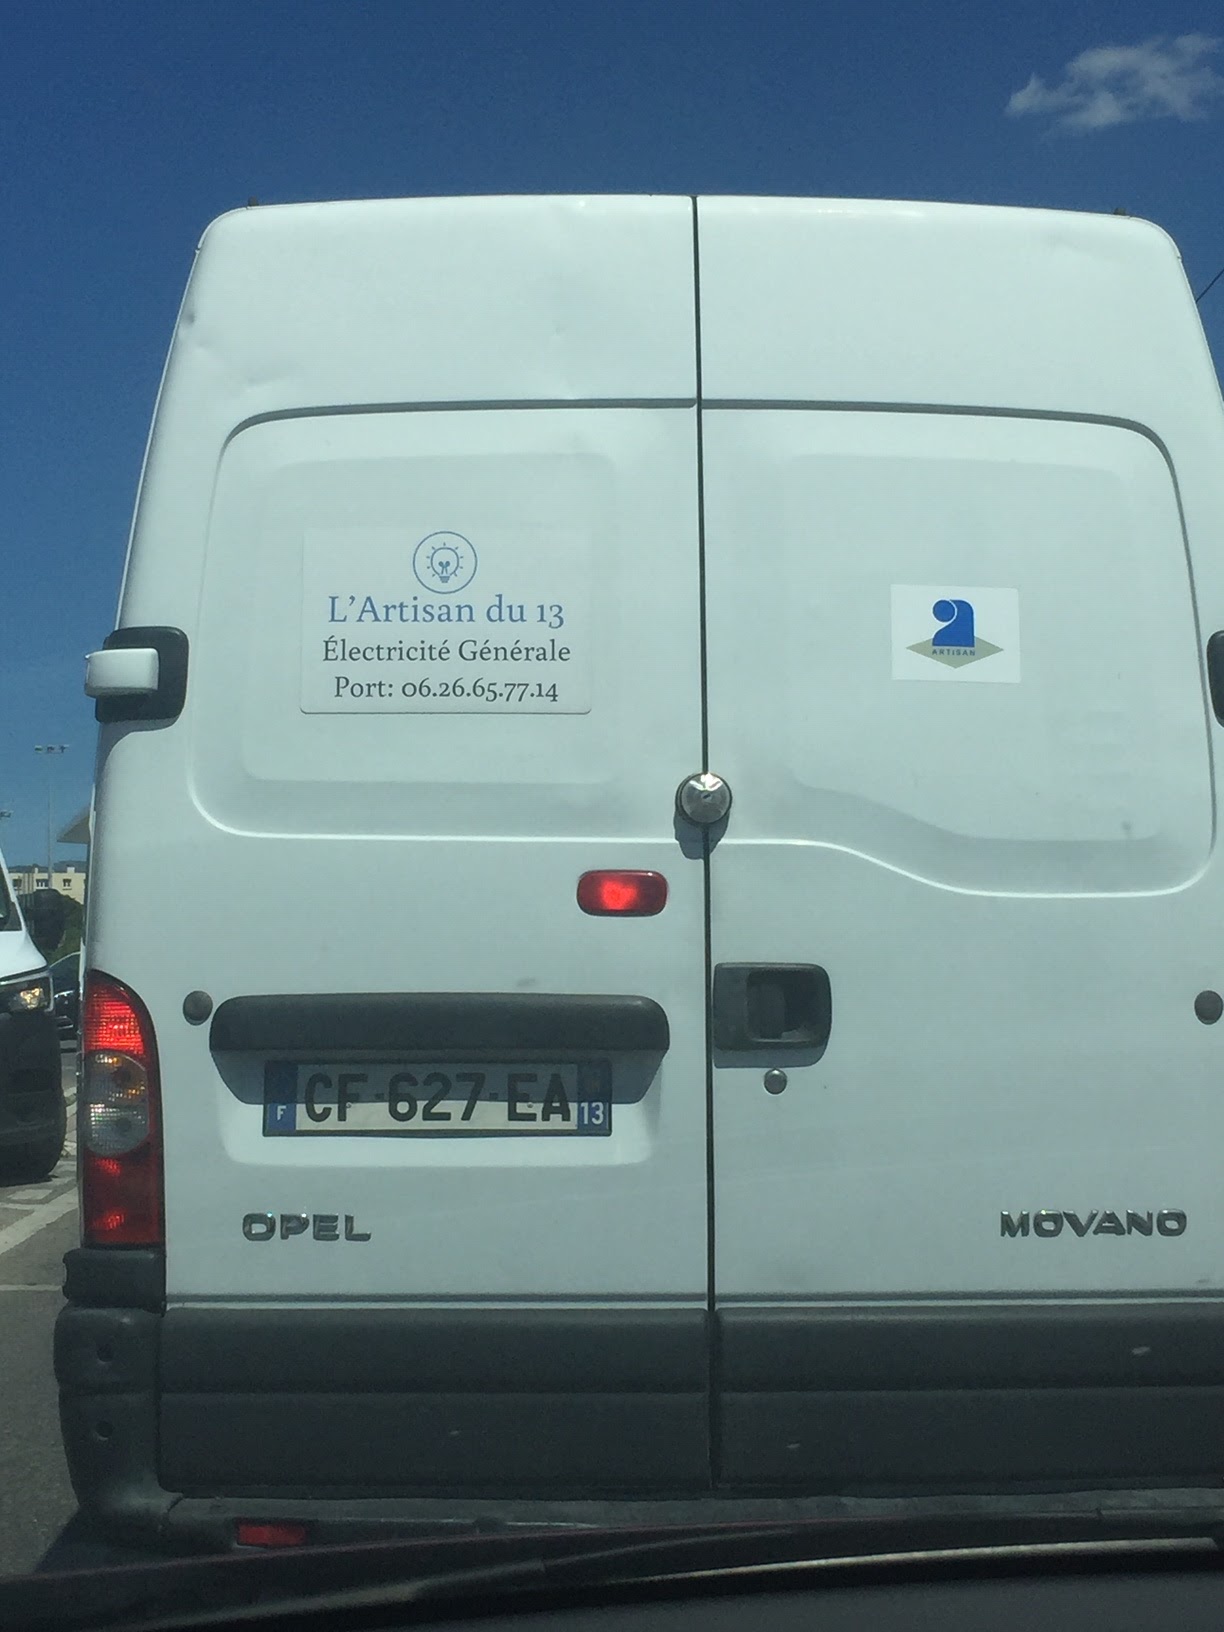 L'Artisan du 13
Électricité Générale
Port: 06.26.65.77.14
ARTISAN
F CF-627-EA 13
OPEL
MOVANO